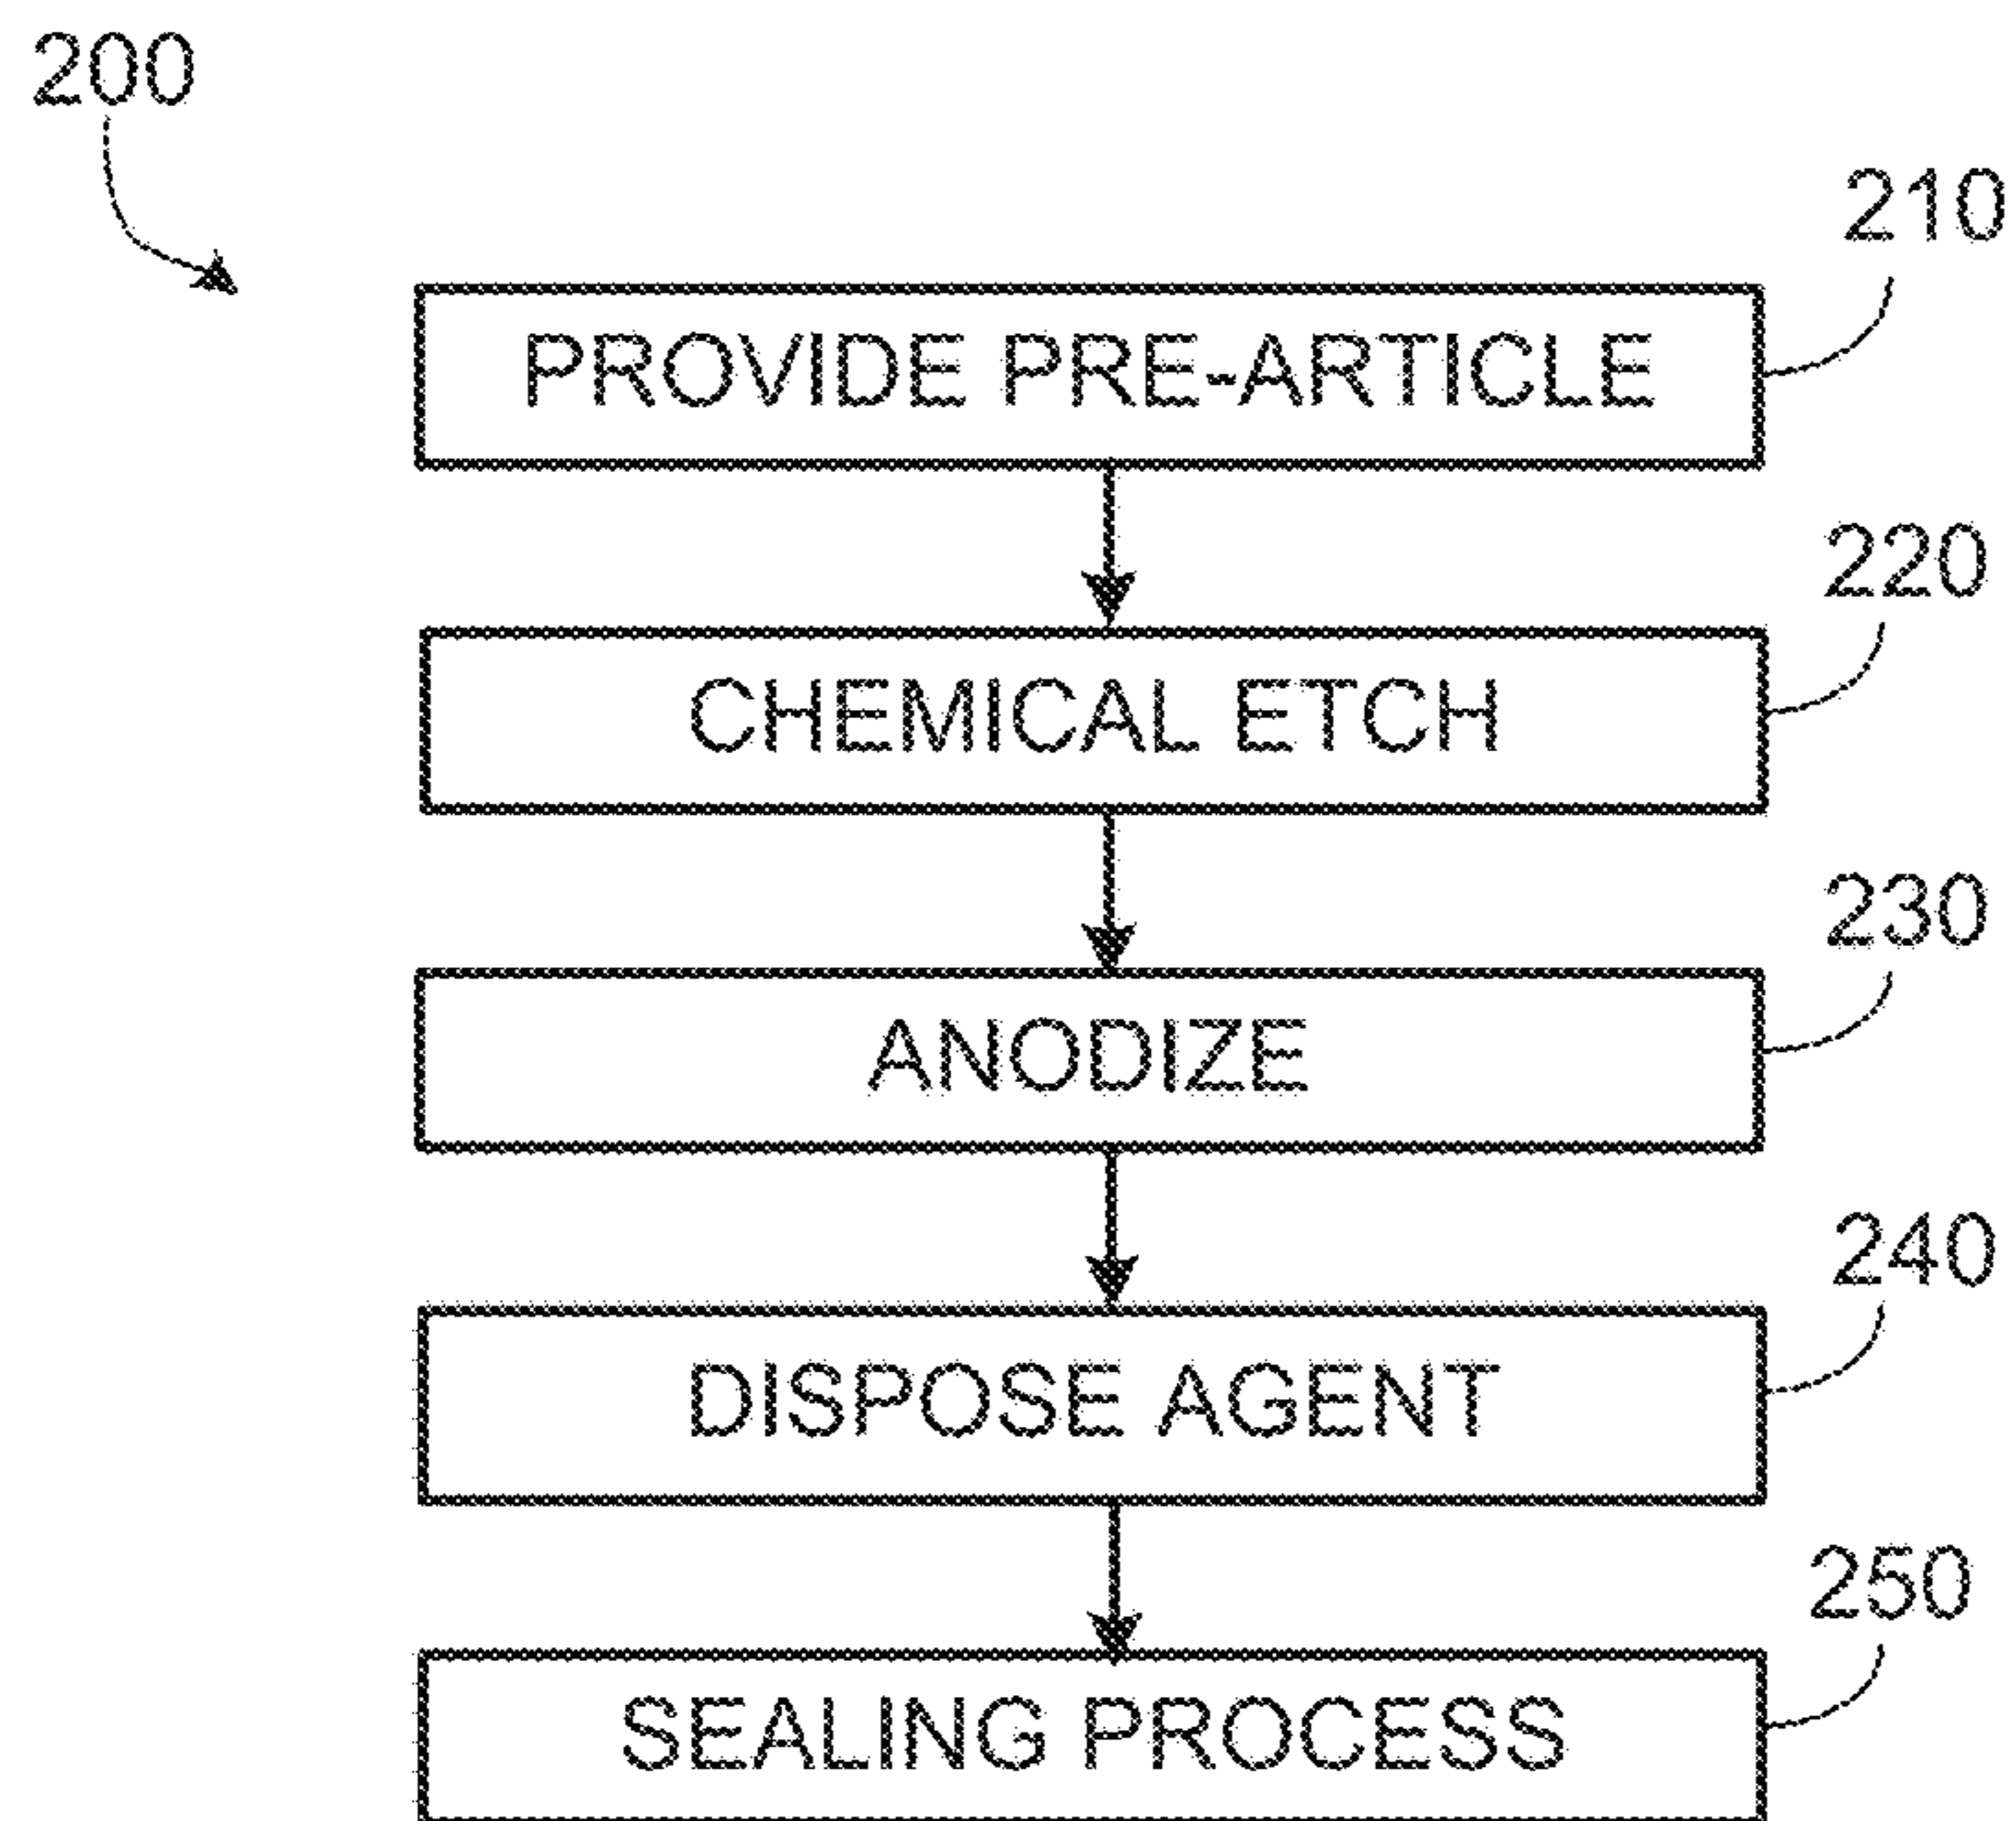 200
210
PROVIDE PRE-ARTICLE
220
CHEMICAL ETCH
230
ANODIZE
240
DISPOSE AGENT
250
SEALING PROCESS